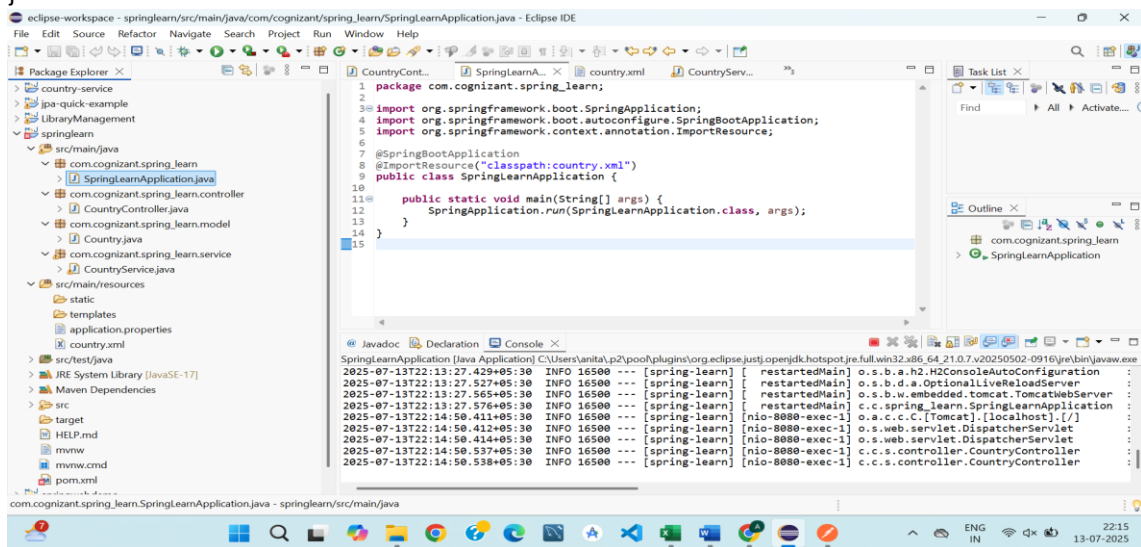 }
eclipse-workspace - springlearn/src/main/java/com/cognizant/spring_learn/SpringLearnApplication.java - Eclipse IDE
File Edit Source Refactor Navigate Search Project Run Window Help
Package Explorer
country-service
jpa-quick-example
LibraryManagement
springlearn
src/main/java
com.cognizant.spring_learn
SpringLearnApplication.java
com.cognizant.spring_learn.controller
CountryController.java
com.cognizant.spring_learn.model
Country.java
com.cognizant.spring_learn.service
CountryService.java
src/main/resources
static
templates
application.properties
country.xml
src/test/java
JRE System Library [JavaSE-17]
Maven Dependencies
src
target
HELP.md
mvnw
mvnw.cmd
pom.xml
CountryCont... SpringLearnA... country.xml CountryServ... »3
1 package com.cognizant.spring_learn;
2
3 import org.springframework.boot.SpringApplication;
4 import org.springframework.boot.autoconfigure.SpringBootApplication;
5 import org.springframework.context.annotation.ImportResource;
6
7 @SpringBootApplication
8 @ImportResource("classpath:country.xml")
9 public class SpringLearnApplication {
10
11 public static void main(String[] args) {
12 SpringApplication.run(SpringLearnApplication.class, args);
13 }
14 }
15
Task List
Find All Activate...
Outline
com.cognizant.spring_learn
SpringLearnApplication
@ Javadoc Declaration Console
SpringLearnApplication [Java Application] C:\Users\anita\.p2\pool\plugins\org.eclipse.justj.openjdk.hotspot.jre.full.win32.x86_64_21.0.7.v20250502-0916\jre\bin\javaw.exe
2025-07-13T22:13:27.429+05:30 INFO 16500 --- [spring-learn] [ restartedMain] o.s.b.a.h2.H2ConsoleAutoConfiguration :
2025-07-13T22:13:27.527+05:30 INFO 16500 --- [spring-learn] [ restartedMain] o.s.b.d.a.OptionalLiveReloadServer :
2025-07-13T22:13:27.565+05:30 INFO 16500 --- [spring-learn] [ restartedMain] o.s.b.w.embedded.tomcat.TomcatWebServer :
2025-07-13T22:13:27.576+05:30 INFO 16500 --- [spring-learn] [ restartedMain] c.c.spring_learn.SpringLearnApplication :
2025-07-13T22:14:50.411+05:30 INFO 16500 --- [spring-learn] [nio-8080-exec-1] o.a.c.c.C.[Tomcat].[localhost].[/] :
2025-07-13T22:14:50.412+05:30 INFO 16500 --- [spring-learn] [nio-8080-exec-1] o.s.web.servlet.DispatcherServlet :
2025-07-13T22:14:50.414+05:30 INFO 16500 --- [spring-learn] [nio-8080-exec-1] o.s.web.servlet.DispatcherServlet :
2025-07-13T22:14:50.537+05:30 INFO 16500 --- [spring-learn] [nio-8080-exec-1] c.c.s.controller.CountryController :
2025-07-13T22:14:50.538+05:30 INFO 16500 --- [spring-learn] [nio-8080-exec-1] c.c.s.controller.CountryController :
com.cognizant.spring_learn.SpringLearnApplication.java - springlearn/src/main/java
7
ENG
IN
22:15
13-07-2025